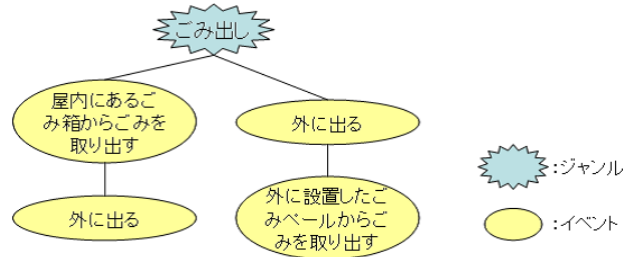 ごみ出し
屋内にあるご
み箱からごみを
取り出す
外に出る
外に出る
外に設置したご
みペールからご
みを取り出す
:ジャンル
:イベント